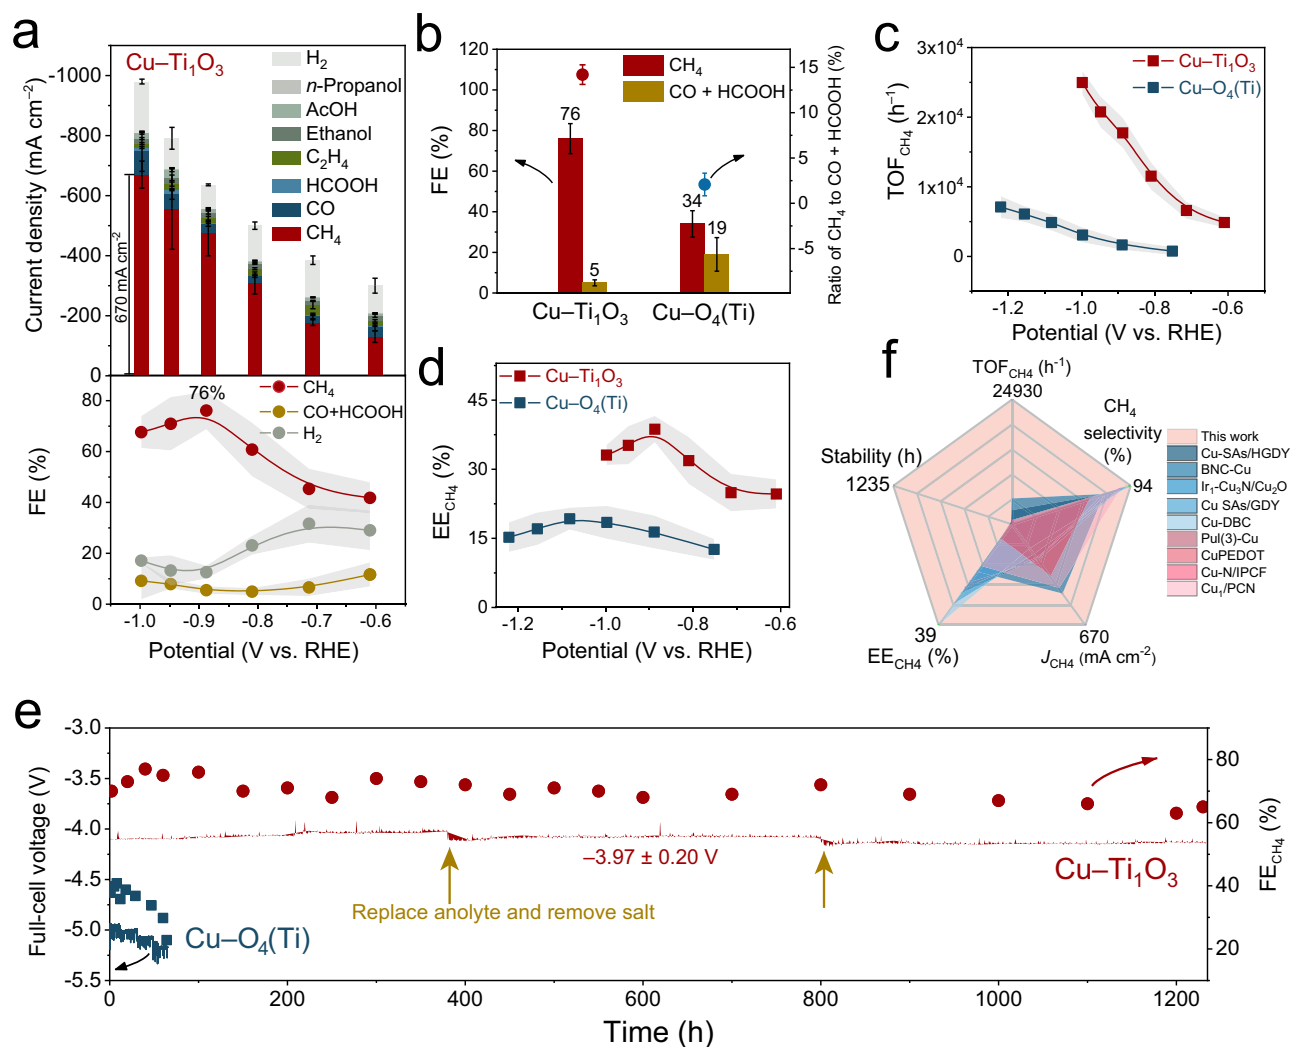 a
Cu–Ti1O3
H2
n-Propanol
AcOH
Ethanol
C2H4
HCOOH
CO
CH4
-1000
-800
-600
-400
-200
0
Current density (mA cm–2)
670 mA cm-2
76%
CH4
CO+HCOOH
H2
80
60
40
20
0
FE (%)
-1.0 -0.9 -0.8 -0.7 -0.6
Potential (V vs. RHE)
b
120
100
80
60
40
20
0
FE (%)
CH4
CO + HCOOH
76
5
34
19
15
10
5
0
-5
Ratio of CH4 to CO + HCOOH (%)
Cu–Ti1O3 Cu–O4(Ti)
c
3x10^4
2x10^4
1x10^4
0
TOFCH4 (h–1)
Cu–Ti1O3
Cu–O4(Ti)
-1.2 -1.0 -0.8 -0.6
Potential (V vs. RHE)
d
45
30
15
0
EECH4 (%)
Cu–Ti1O3
Cu–O4(Ti)
-1.2 -1.0 -0.8 -0.6
Potential (V vs. RHE)
f
TOFCH4 (h–1)
24930
CH4
selectivity
(%)
94
670
JCH4 (mA cm–2)
39
EECH4 (%)
Stability (h)
1235
This work
Cu-SAs/HGDY
BNC-Cu
Ir1-Cu3N/Cu2O
Cu SAs/GDY
Cu-DBC
Pul(3)-Cu
CuPEDOT
Cu-N/IPCF
Cu1/PCN
e
-3.0
-3.5
-4.0
-4.5
-5.0
-5.5
Full-cell voltage (V)
–3.97 ± 0.20 V
Cu–Ti1O3
Replace anolyte and remove salt
Cu–O4(Ti)
80
60
40
20
FECH4 (%)
0 200 400 600 800 1000 1200
Time (h)